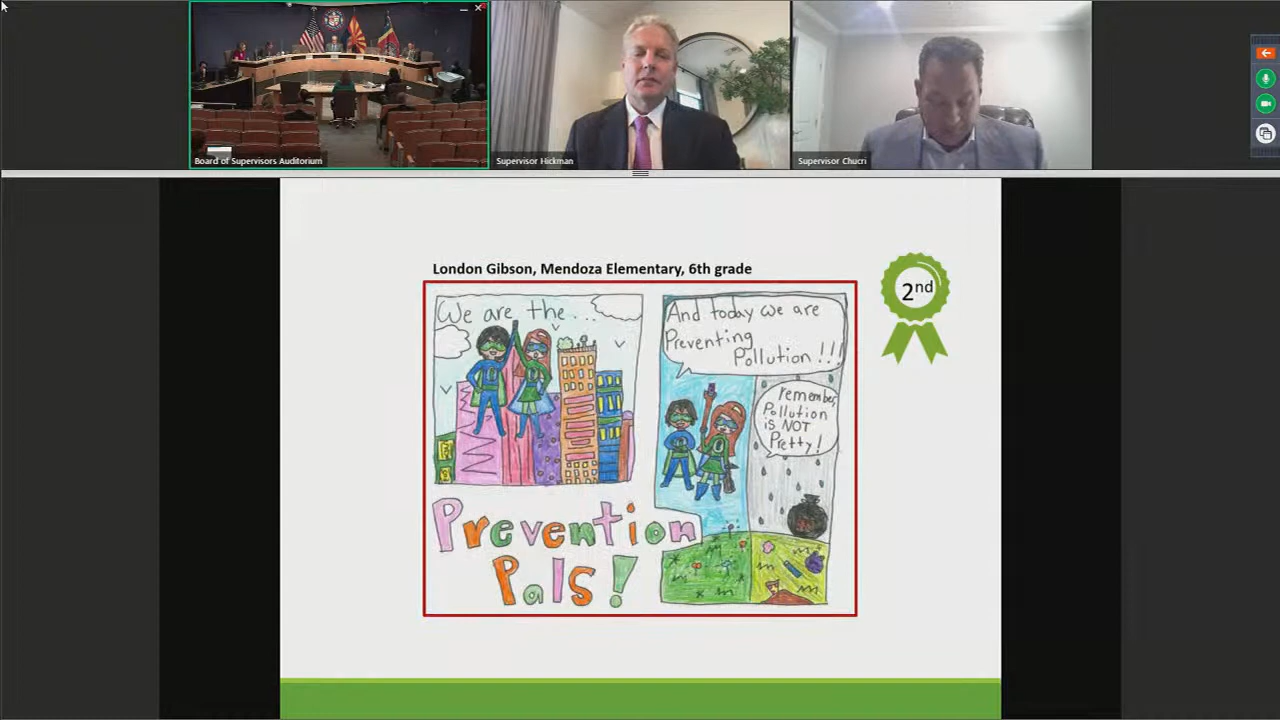 Board of Supervisors Auditorium
Supervisor Hickman
Supervisor Chucri
London Gibson, Mendoza Elementary, 6th grade
2nd
We are the...
And today we are
Preventing
Pollution!!!
remember,
Pollution
is NOT
Pretty!
Prevention
Pals!